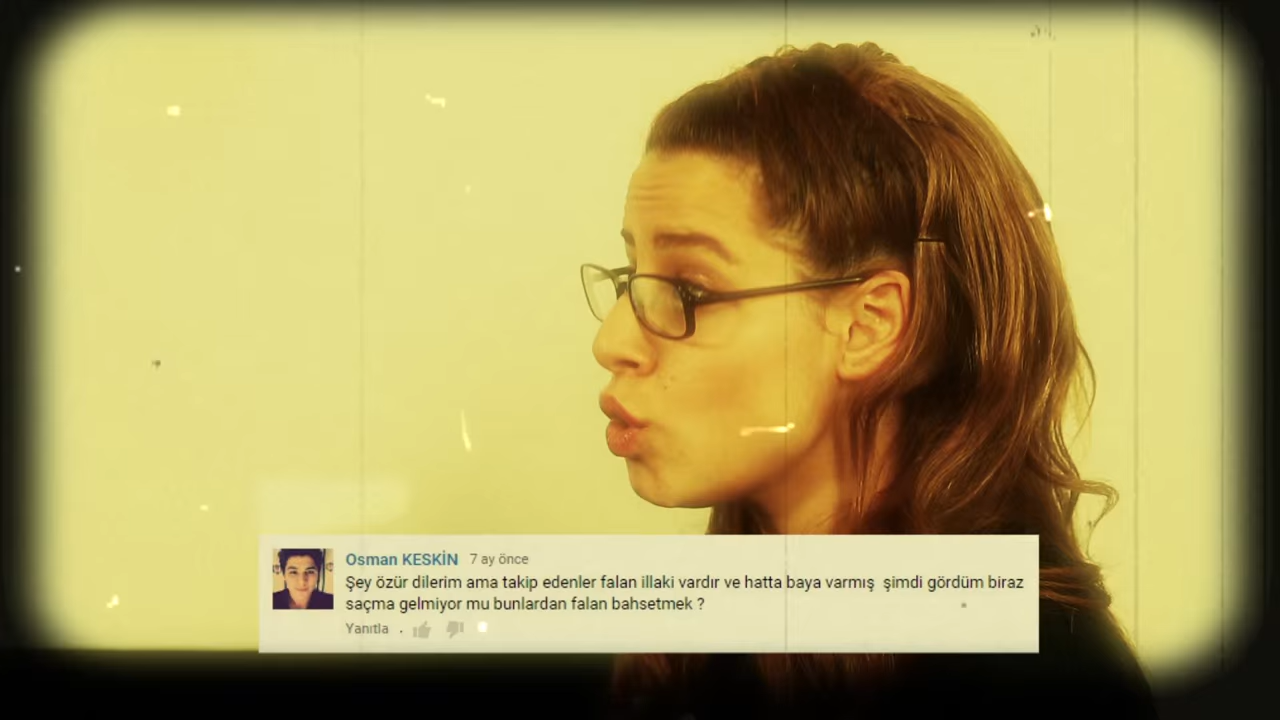 Osman KESKİN 7 ay önce
Şey özür dilerim ama takip edenler falan illaki vardır ve hatta baya varmış şimdi gördüm biraz
saçma gelmiyor mu bunlardan falan bahsetmek ?
Yanıtla